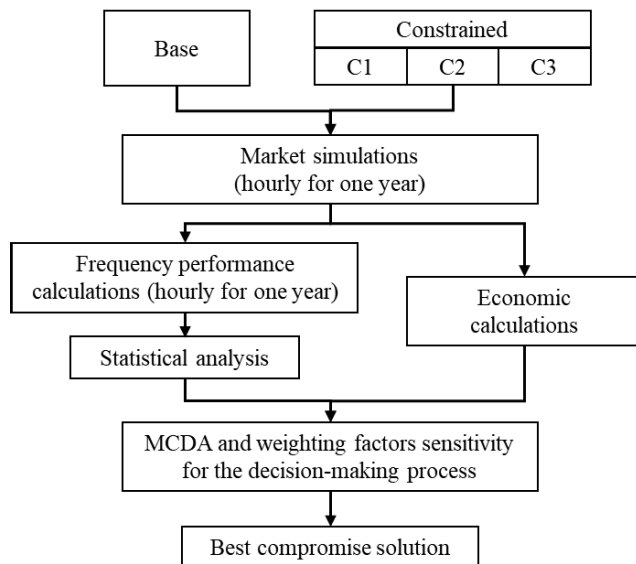 Base
Constrained
C1
C2
C3
Market simulations
(hourly for one year)
Frequency performance
calculations (hourly for one year)
Economic
calculations
Statistical analysis
MCDA and weighting factors sensitivity
for the decision-making process
Best compromise solution